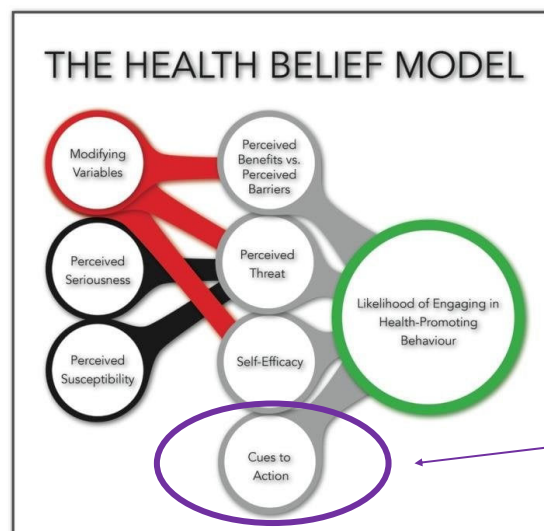 THE HEALTH BELIEF MODEL
Modifying
Variables
Perceived
Benefits vs.
Perceived
Barriers
Perceived
Seriousness
Perceived
Threat
Likelihood of Engaging in
Health-Promoting
Behaviour
Perceived
Susceptibility
Self-Efficacy
Cues to
Action